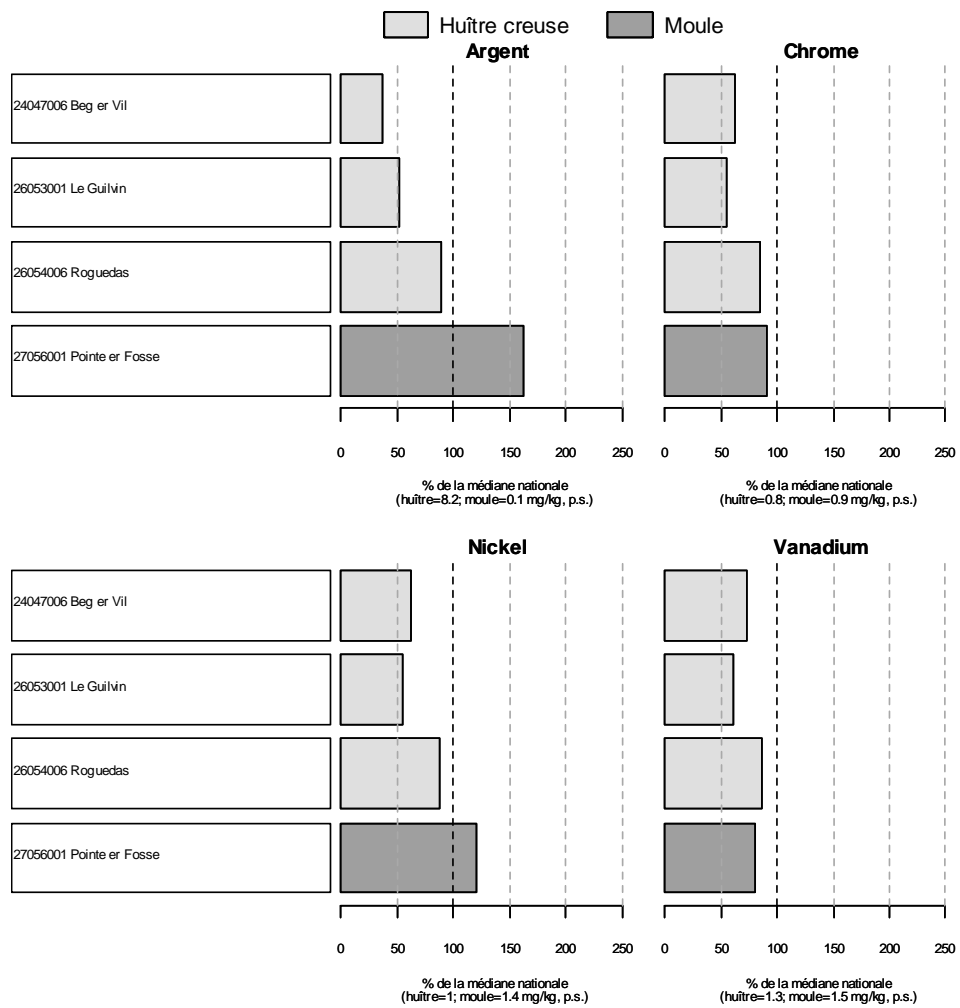 Huître creuse Moule
Argent Chrome
24047006 Beg er Vil
26053001 Le Guilvin
26054006 Roguedas
27056001 Pointe er Fosse
0 50 100 150 200 250 0 50 100 150 200 250
% de la médiane nationale % de la médiane nationale
(huître=8.2; moule=0.1 mg/kg, p.s.) (huître=0.8; moule=0.9 mg/kg, p.s.)
Nickel Vanadium
24047006 Beg er Vil
26053001 Le Guilvin
26054006 Roguedas
27056001 Pointe er Fosse
0 50 100 150 200 250 0 50 100 150 200 250
% de la médiane nationale % de la médiane nationale
(huître=1; moule=1.4 mg/kg, p.s.) (huître=1.3; moule=1.5 mg/kg, p.s.)